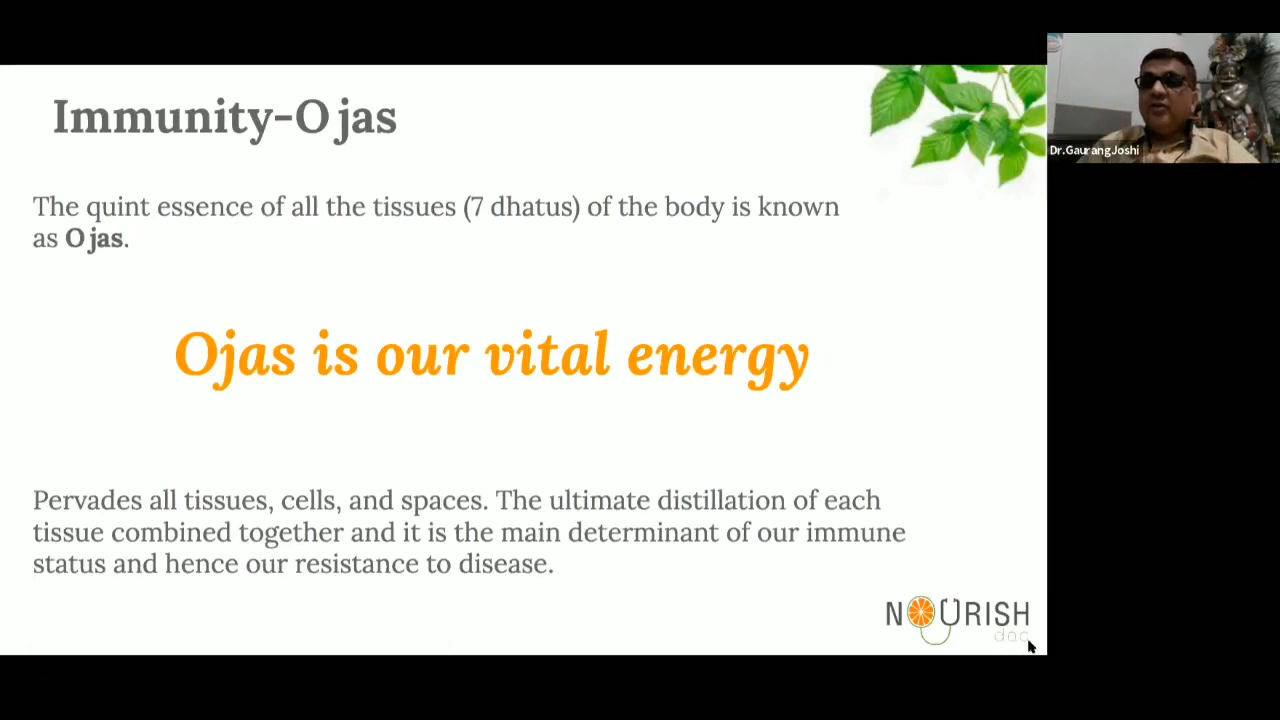 Immunity-Ojas
Dr.GaurangJoshi
The quint essence of all the tissues (7 dhatus) of the body is known
as Ojas.
Ojas is our vital energy
Pervades all tissues, cells, and spaces. The ultimate distillation of each
tissue combined together and it is the main determinant of our immune
status and hence our resistance to disease.
NOURISH
doc